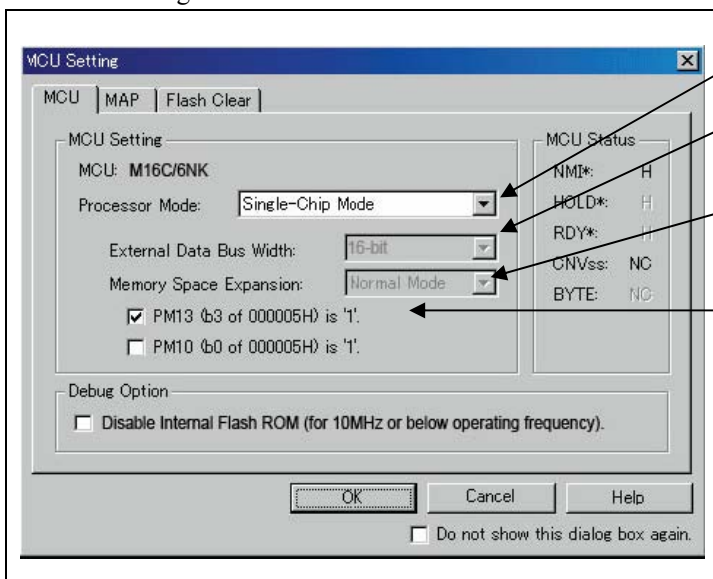 MCU Setting
MCU
MAP
Flash Clear
MCU Setting
MCU: M16C/6NK
Processor Mode: Single-Chip Mode
External Data Bus Width: 16-bit
Memory Space Expansion: Normal Mode
PM13 (b3 of 000005H) is '1'.
PM10 (b0 of 000005H) is '1'.
MCU Status
NMI*: H
HOLD*: H
RDY*: H
CNVss: NC
BYTE: NC
Debug Option
Disable Internal Flash ROM (for 10MHz or below operating frequency).
OK
Cancel
Help
Do not show this dialog box again.